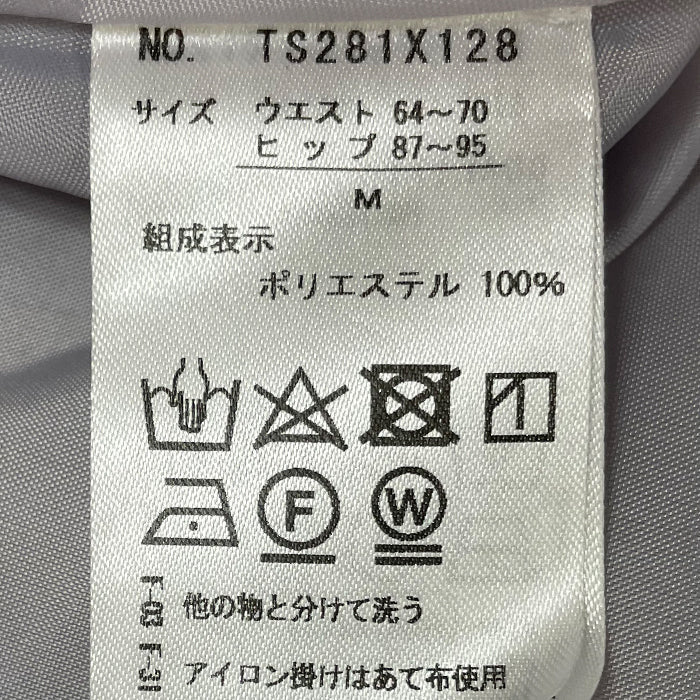 NO. TS281X128
サイズ ウエスト 64～70
ヒップ 87～95
M
組成表示
ポリエステル 100%
F W
F-03 他の物と分けて洗う
F-31 アイロン掛けはあて布使用